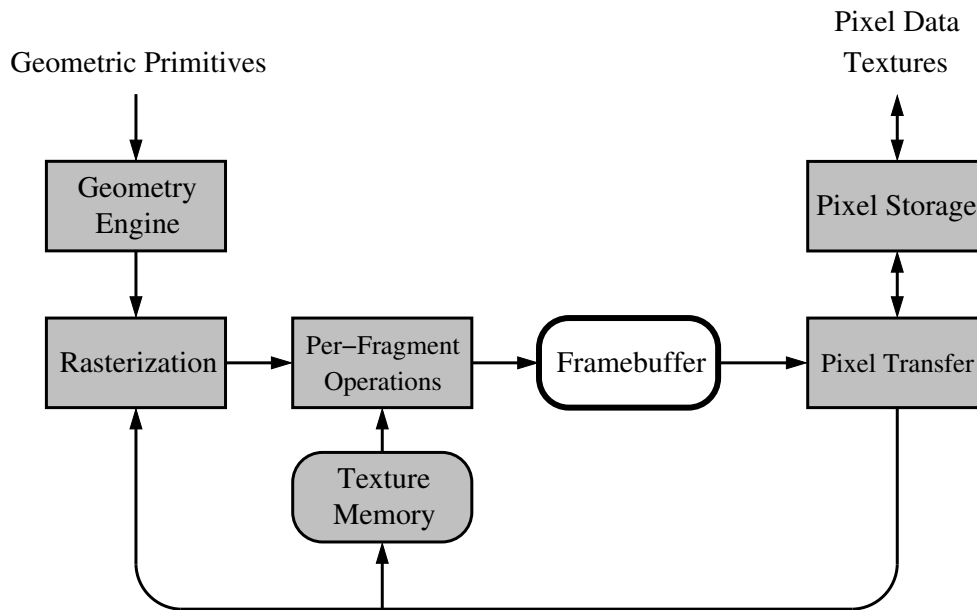 Pixel Data
Textures
Geometric Primitives
Geometry
Engine
Pixel Storage
Rasterization
Per−Fragment
Operations
Framebuffer
Pixel Transfer
Texture
Memory